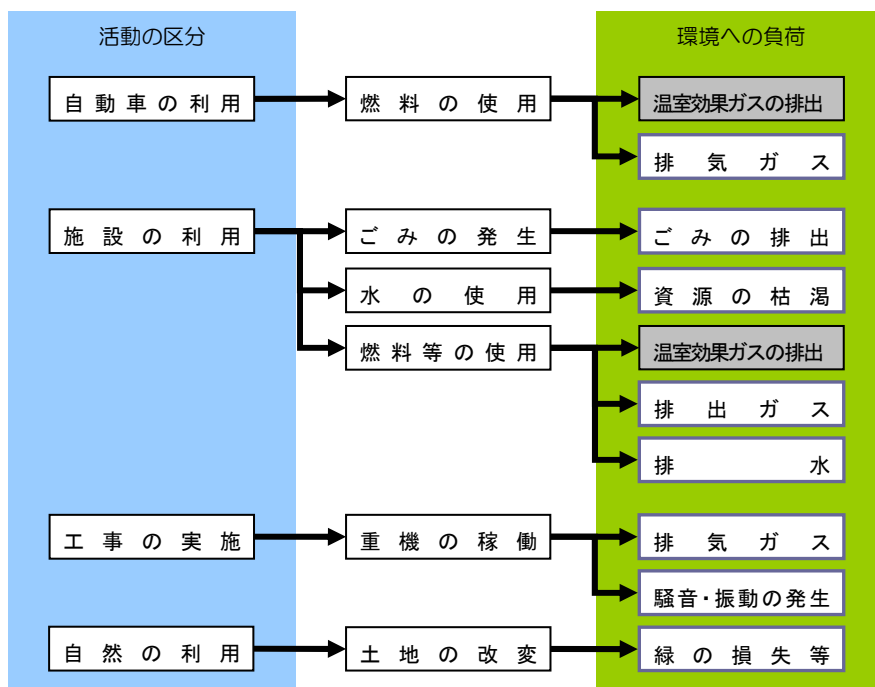 活動の区分
環境への負荷
自動車の利用
燃料の使用
温室効果ガスの排出
排気ガス
施設の利用
ごみの発生
ごみの排出
水の使用
資源の枯渇
燃料等の使用
温室効果ガスの排出
排出ガス
排水
工事の実施
重機の稼働
排気ガス
騒音・振動の発生
自然の利用
土地の改変
緑の損失等